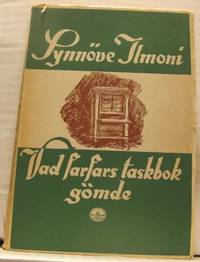 Synnöve Ilmoni
Vad farfars taskbok
gömde